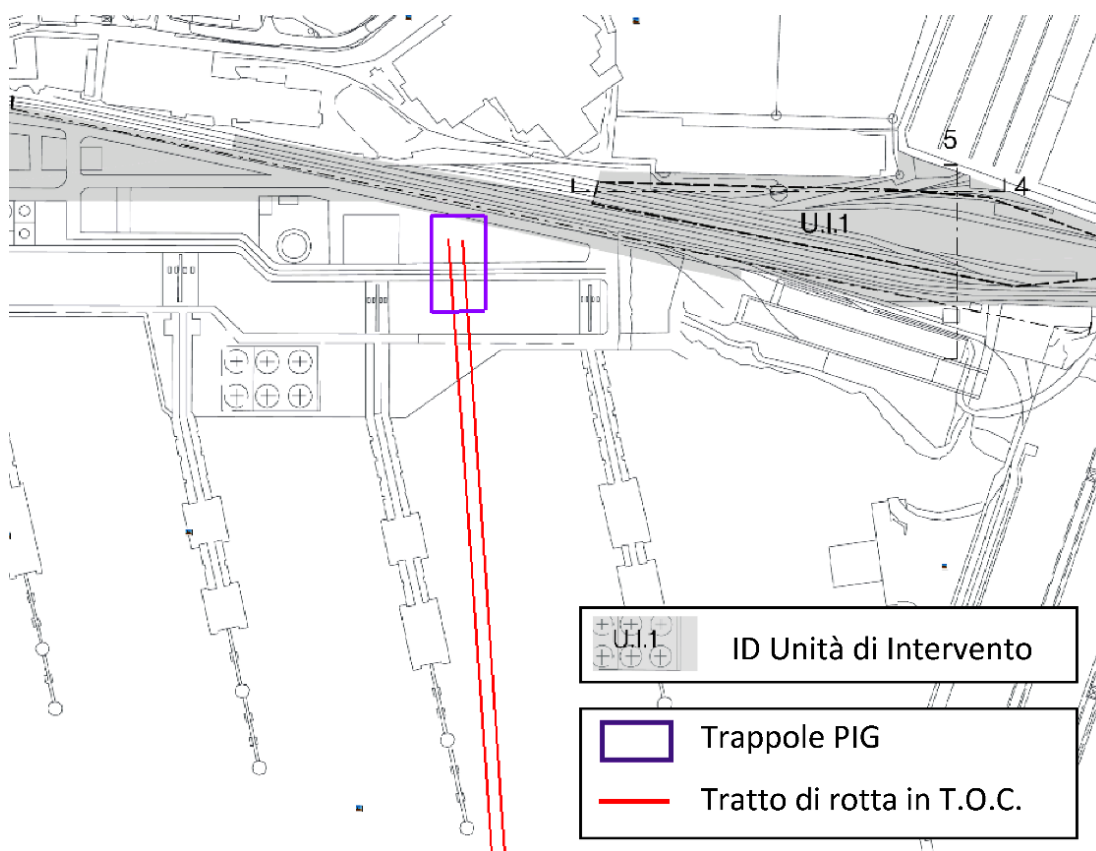 5
4
U.I.1
U.I.1
ID Unità di Intervento
Trappole PIG
Tratto di rotta in T.O.C.